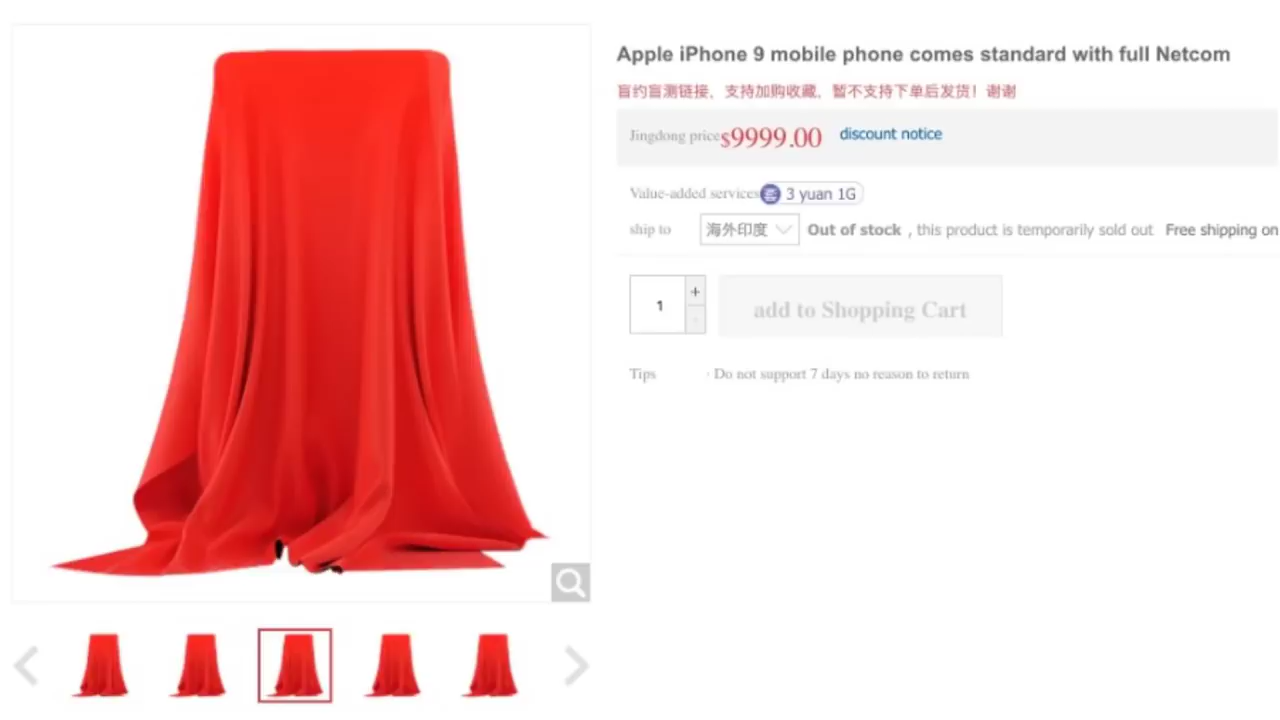 Apple iPhone 9 mobile phone comes standard with full Netcom
盲约盲测链接，支持加购收藏，暂不支持下单后发货！谢谢
Jingdong price $9999.00 discount notice
Value-added services 3 yuan 1G
ship to 海外印度 Out of stock , this product is temporarily sold out Free shipping on
1 +
-
add to Shopping Cart
Tips · Do not support 7 days no reason to return